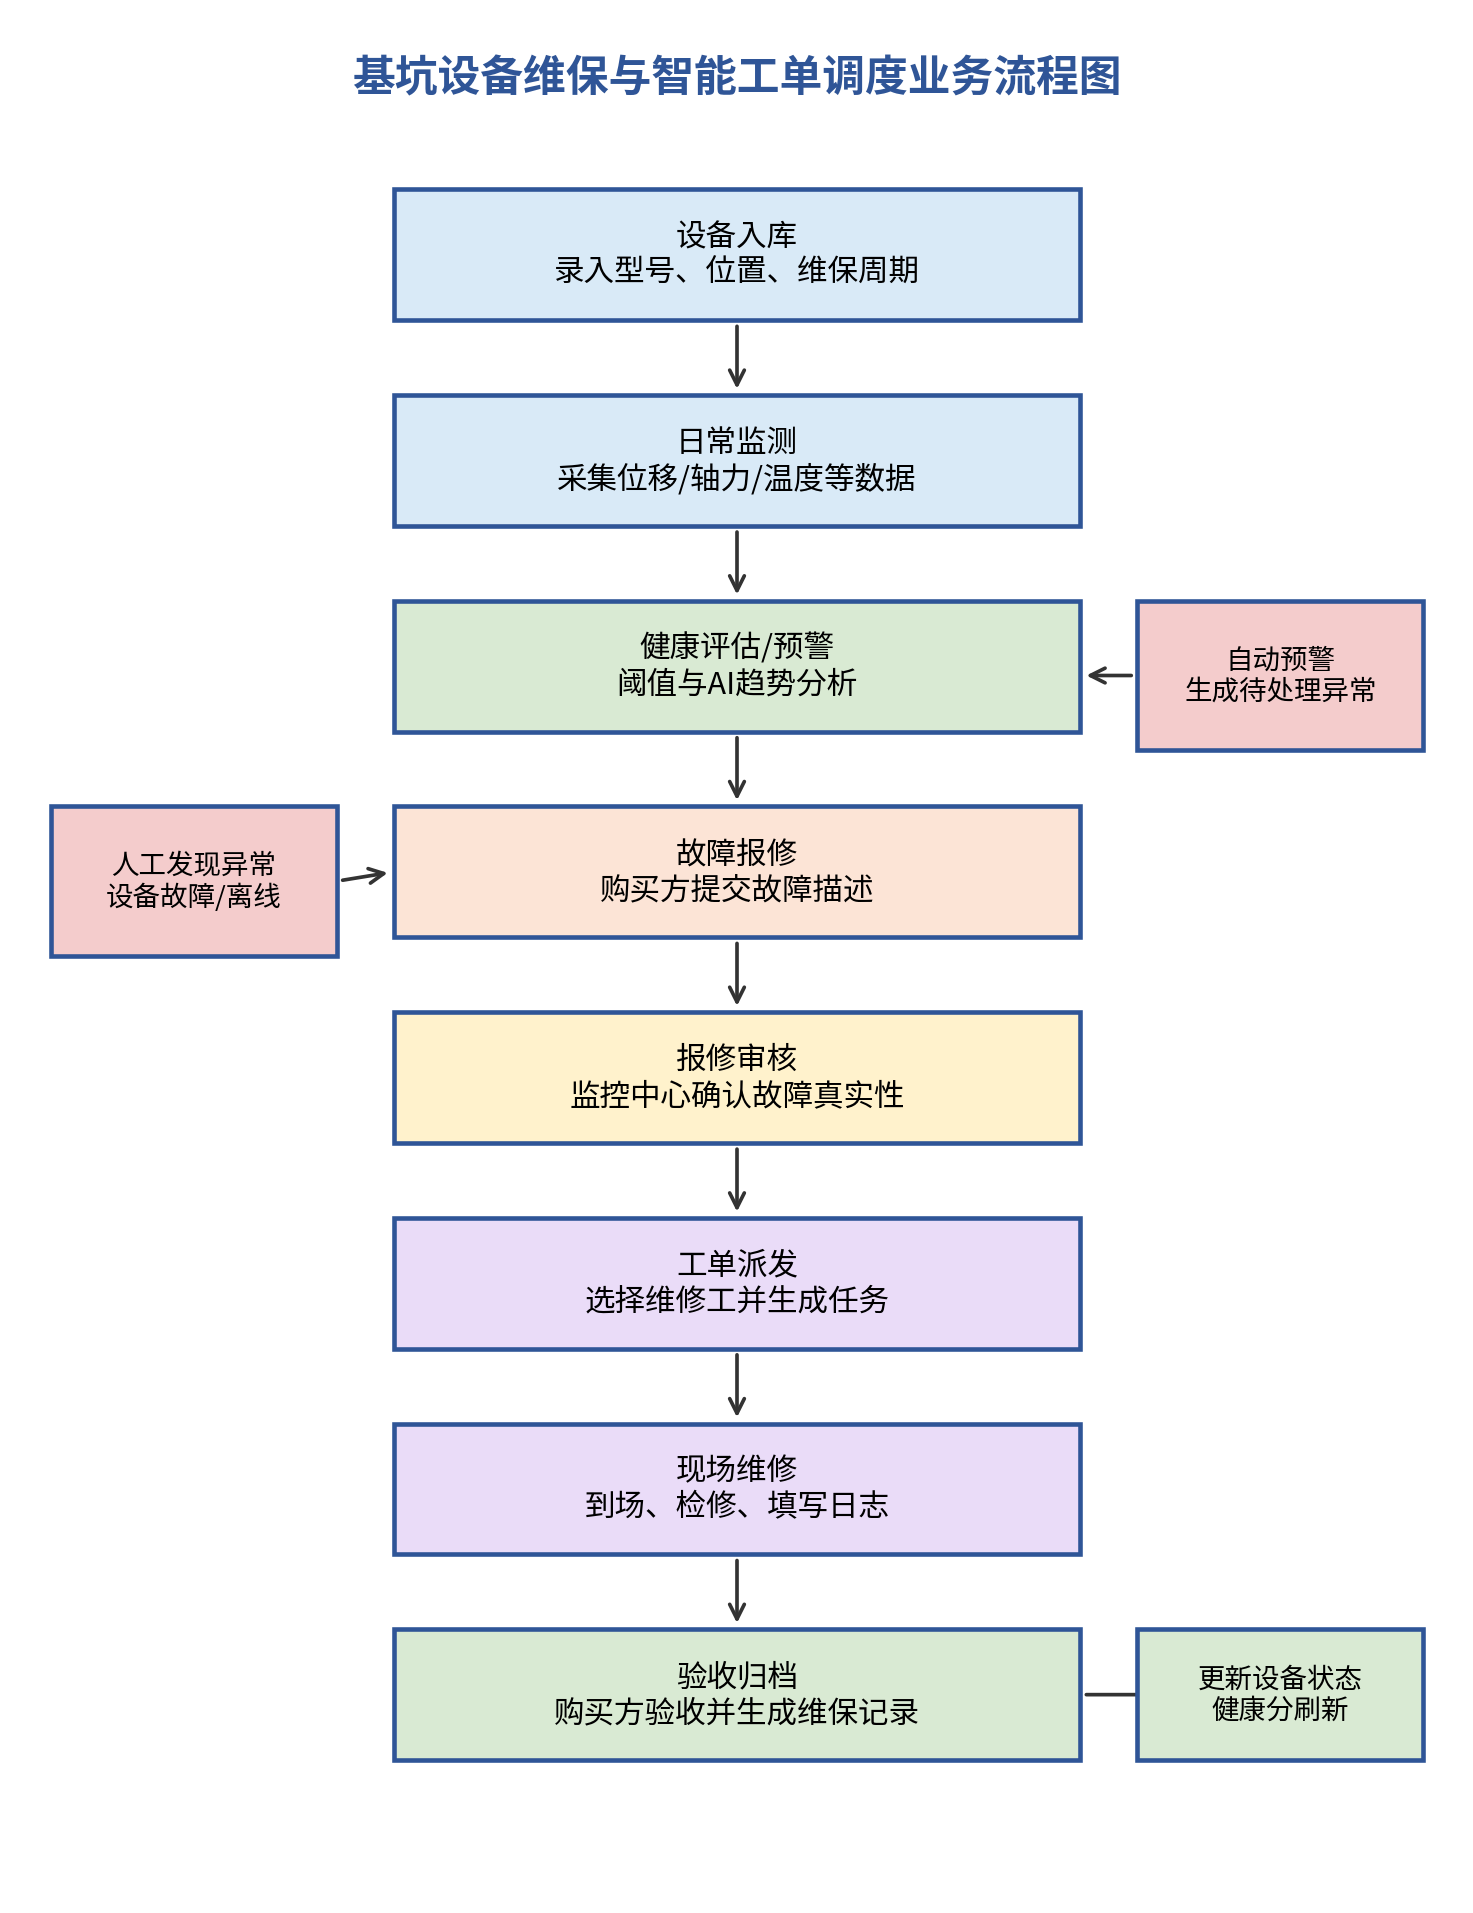 基坑设备维保与智能工单调度业务流程图
设备入库
录入型号、位置、维保周期
日常监测
采集位移/轴力/温度等数据
健康评估/预警
阈值与AI趋势分析
自动预警
生成待处理异常
人工发现异常
设备故障/离线
故障报修
购买方提交故障描述
报修审核
监控中心确认故障真实性
工单派发
选择维修工并生成任务
现场维修
到场、检修、填写日志
验收归档
购买方验收并生成维保记录
更新设备状态
健康分刷新